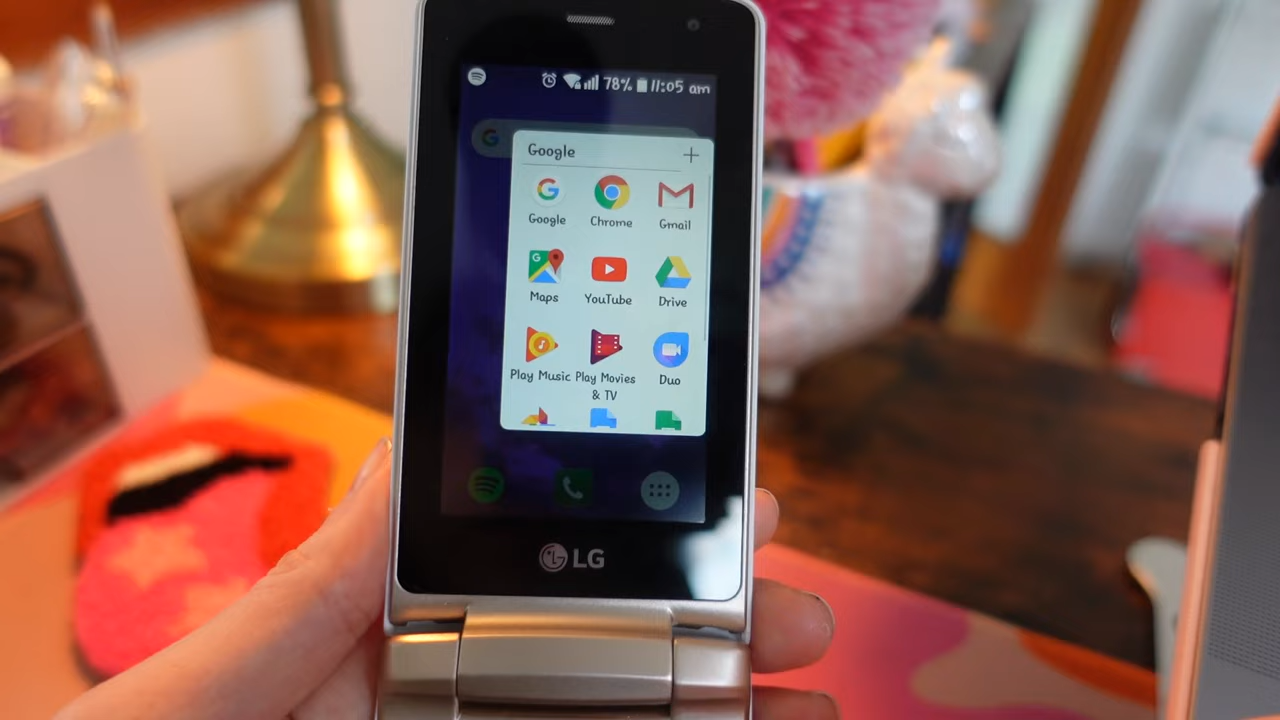 78% 11:05 am
Google +
Google Chrome Gmail
Maps YouTube Drive
Play Music Play Movies Duo
& TV
LG